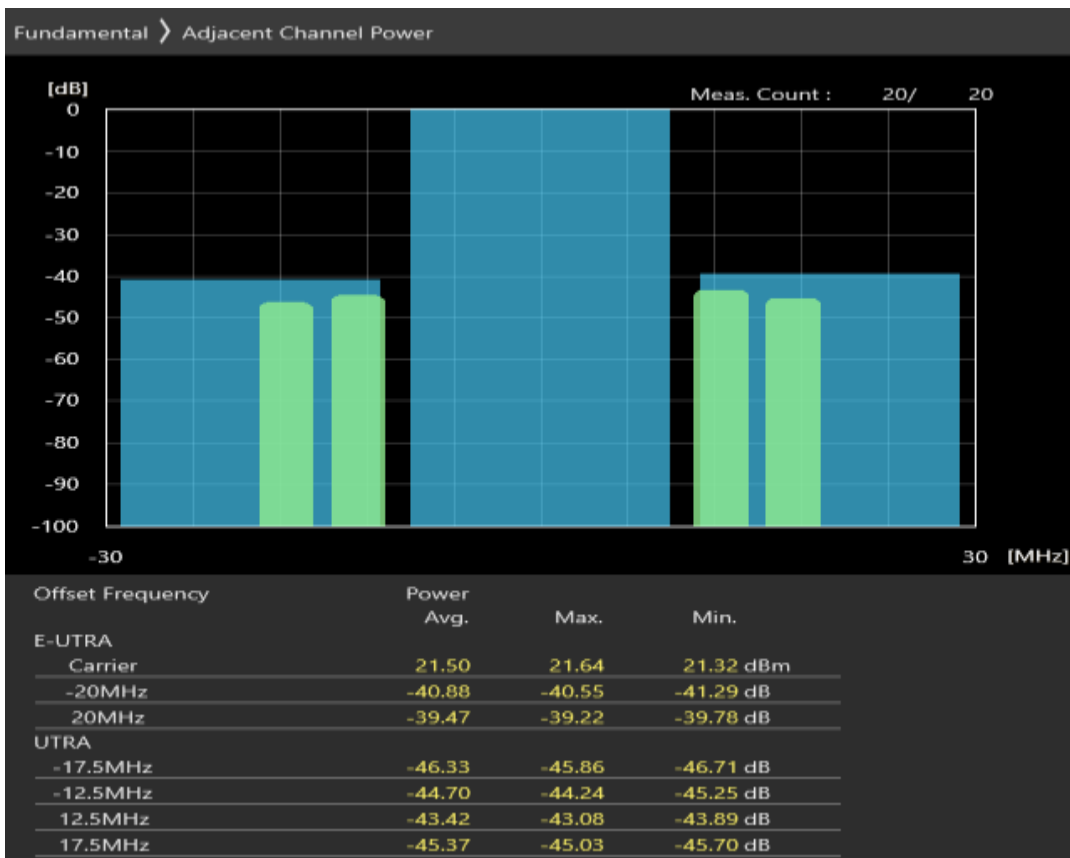 Fundamental 〉 Adjacent Channel Power
[dB]
Meas. Count : 20/ 20
0
-10
-20
-30
-40
-50
-60
-70
-80
-90
-100
-30 30 [MHz]
Offset Frequency Power
Avg. Max. Min.
E-UTRA
Carrier 21.50 21.64 21.32 dBm
-20MHz -40.88 -40.55 -41.29 dB
20MHz -39.47 -39.22 -39.78 dB
UTRA
-17.5MHz -46.33 -45.86 -46.71 dB
-12.5MHz -44.70 -44.24 -45.25 dB
12.5MHz -43.42 -43.08 -43.89 dB
17.5MHz -45.37 -45.03 -45.70 dB